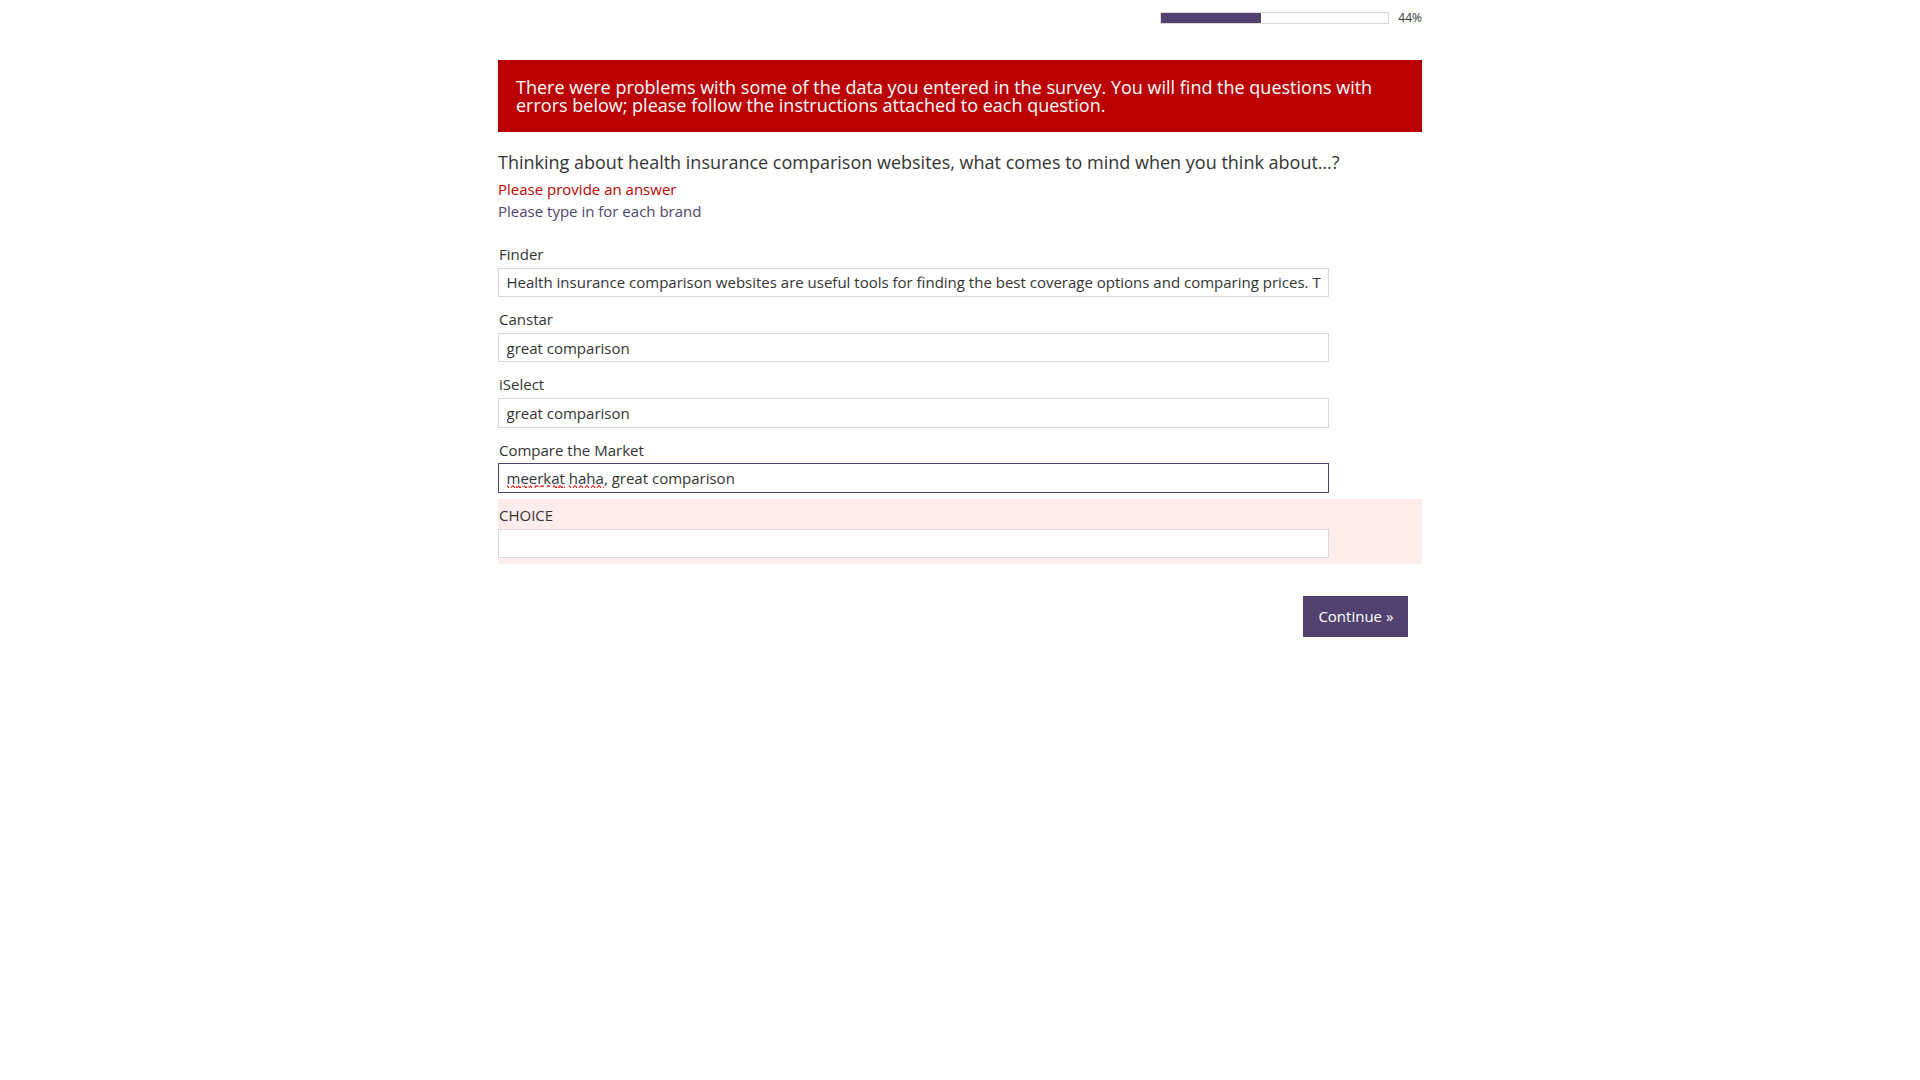 44%
There were problems with some of the data you entered in the survey. You will find the questions with
errors below; please follow the instructions attached to each question.
Thinking about health insurance comparison websites, what comes to mind when you think about...?
Please provide an answer
Please type in for each brand
Finder
Health insurance comparison websites are useful tools for finding the best coverage options and comparing prices. T
Canstar
great comparison
iSelect
great comparison
Compare the Market
meerkat haha, great comparison
CHOICE
Continue »